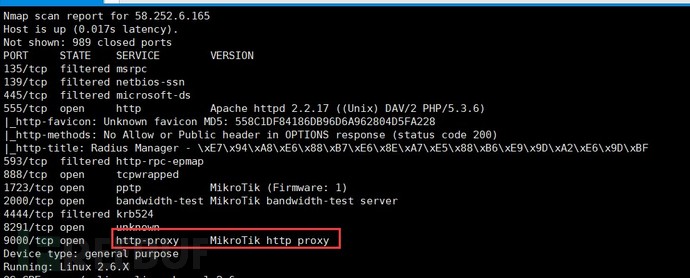 Nmap scan report for 58.252.6.165
Host is up (0.017s latency).
Not shown: 989 closed ports
PORT STATE SERVICE VERSION
135/tcp filtered msrpc
139/tcp filtered netbios-ssn
445/tcp filtered microsoft-ds
555/tcp open http Apache httpd 2.2.17 ((Unix) DAV/2 PHP/5.3.6)
|_http-favicon: Unknown favicon MD5: 558C1DF84186DB96D6A962804D5FA228
|_http-methods: No Allow or Public header in OPTIONS response (status code 200)
|_http-title: Radius Manager - \xE7\x94\xA8\xE6\x88\xB7\xE6\x8E\xA7\xE5\x88\xB6\xE9\x9D\xA2\xE6\x9D\xBF
593/tcp filtered http-rpc-epmap
888/tcp open tcpwrapped
1723/tcp open pptp MikroTik (Firmware: 1)
2000/tcp open bandwidth-test MikroTik bandwidth-test server
4444/tcp filtered krb524
8291/tcp open unknown
9000/tcp open http-proxy MikroTik http proxy
Device type: general purpose
Running: Linux 2.6.X